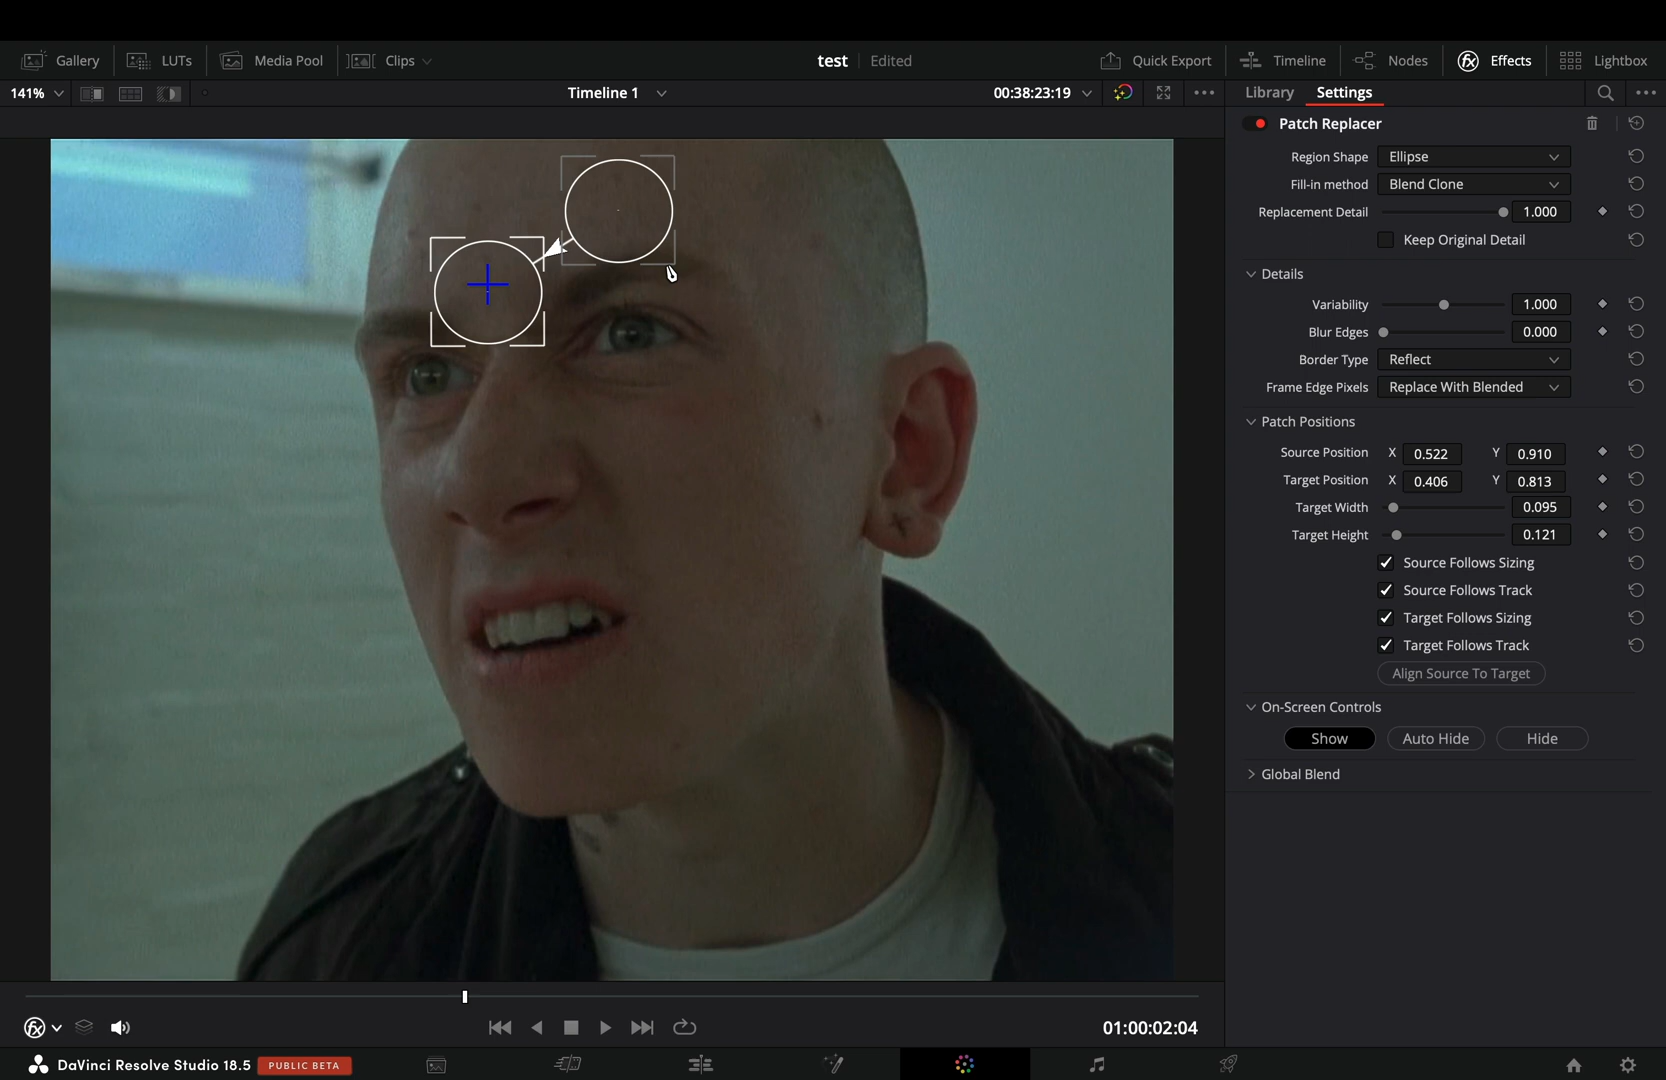 Gallery LUTs Media Pool Clips test Edited Quick Export Timeline Nodes Effects Lightbox
141% Timeline 1 00:38:23:19 Library Settings
Patch Replacer
Region Shape Ellipse
Fill-in method Blend Clone
Replacement Detail 1.000
Keep Original Detail
Details
Variability 1.000
Blur Edges 0.000
Border Type Reflect
Frame Edge Pixels Replace With Blended
Patch Positions
Source Position X 0.522 Y 0.910
Target Position X 0.406 Y 0.813
Target Width 0.095
Target Height 0.121
Source Follows Sizing
Source Follows Track
Target Follows Sizing
Target Follows Track
Align Source To Target
On-Screen Controls
Show Auto Hide Hide
Global Blend
01:00:02:04
DaVinci Resolve Studio 18.5 PUBLIC BETA